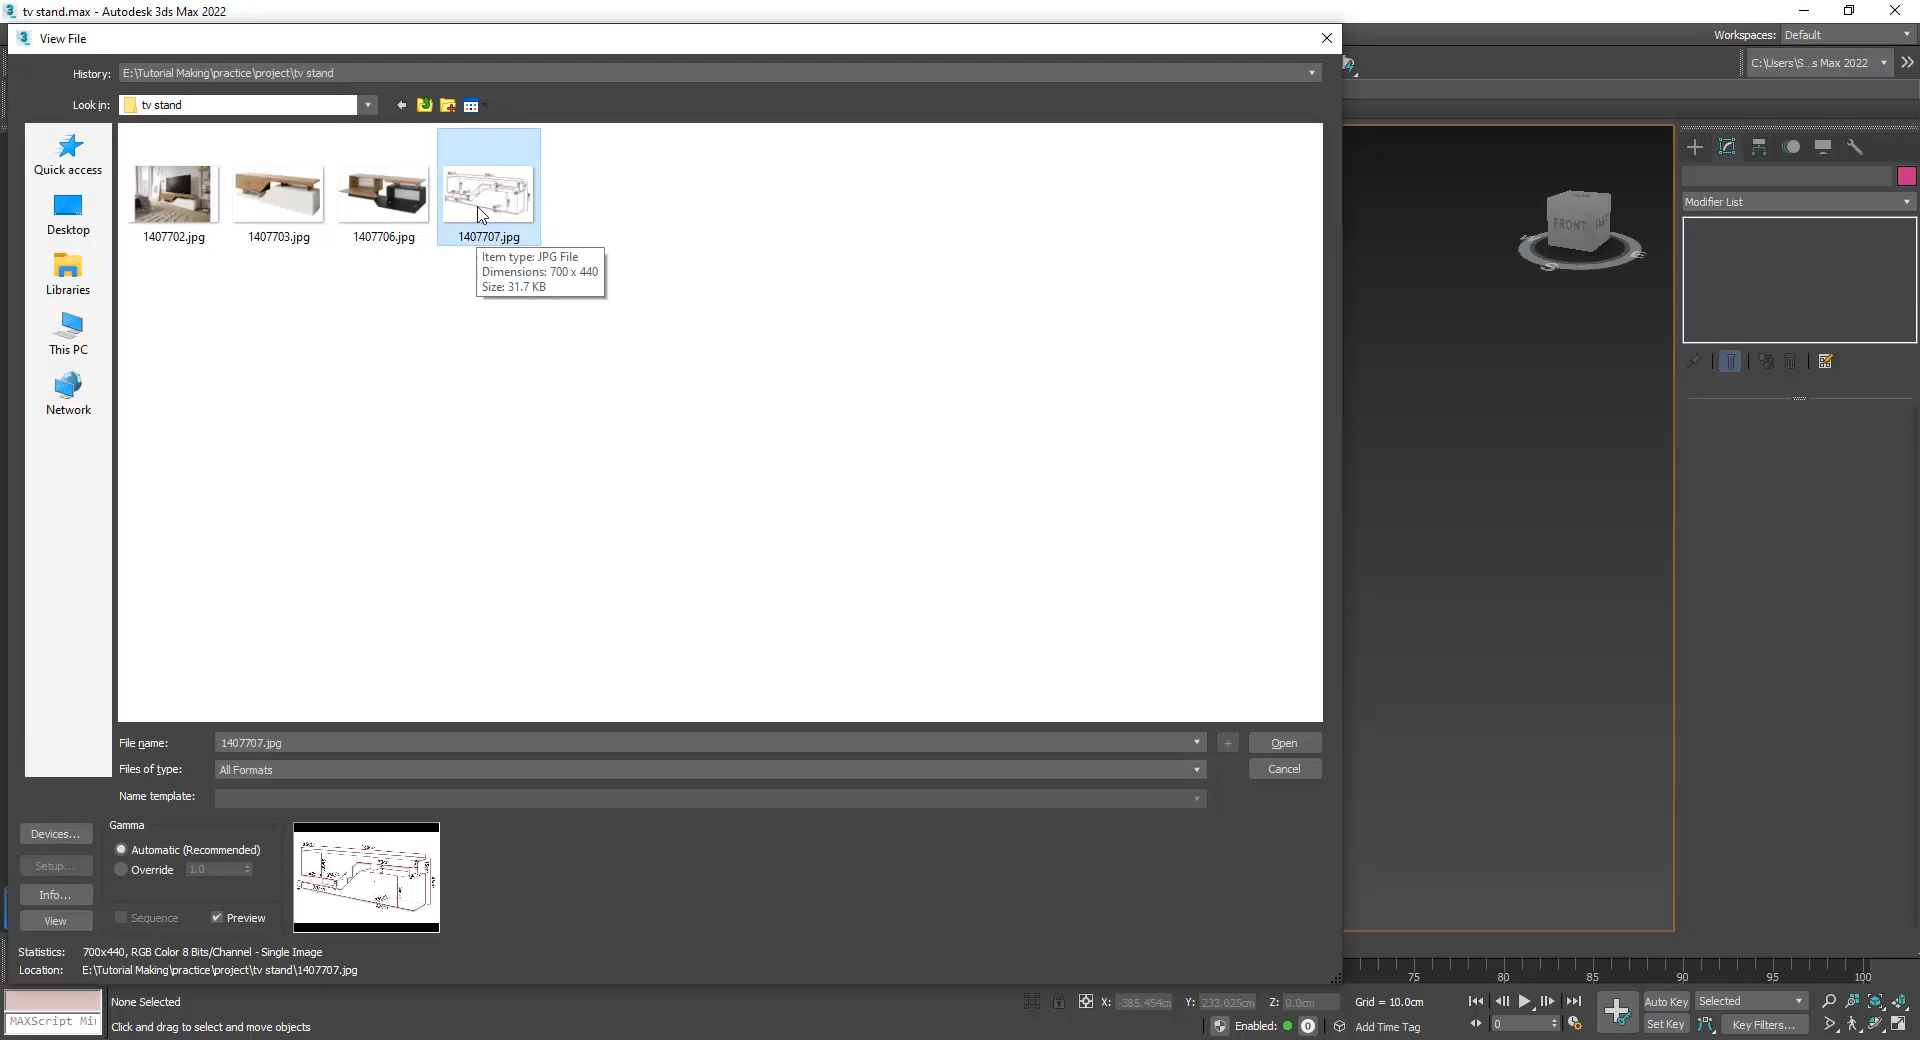 tv stand.max - Autodesk 3ds Max 2022
View File
Workspaces: Default
History: E:\Tutorial Making\practice\project\tv stand
C:\Users\S...s Max 2022
Look in: tv stand
Quick access
Desktop
Libraries
This PC
Network
1407702.jpg
1407703.jpg
1407706.jpg
1407707.jpg
Item type: JPG File
Dimensions: 700 x 440
Size: 31.7 KB
FRONT
S
E
Modifier List
File name: 1407707.jpg
Open
Files of type: All Formats
Cancel
Name template:
Devices...
Setup...
Info...
View
Gamma
Automatic (Recommended)
Override 1.0
Sequence
Preview
Statistics: 700x440, RGB Color 8 Bits/Channel - Single Image
Location: E:\Tutorial Making\practice\project\tv stand\1407707.jpg
75 80 85 90 95 100
None Selected
X: -385.454cm Y: 233.025cm Z: 0.0cm Grid = 10.0cm
Auto Key Selected
MAXScript Mi
Click and drag to select and move objects
Enabled: 0 Add Time Tag
0
Set Key Key Filters...